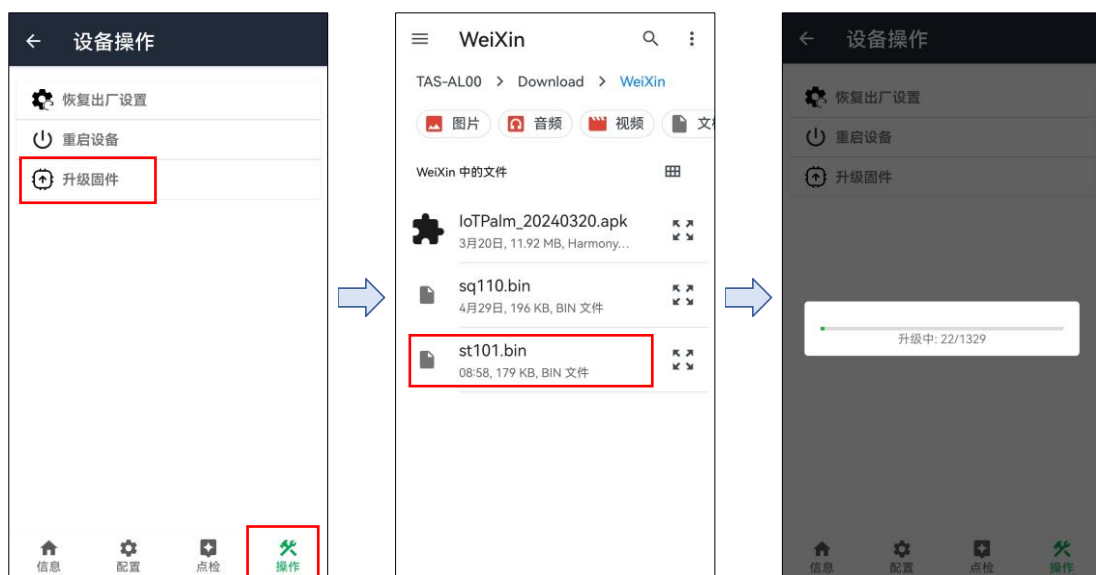 设备操作
恢复出厂设置
重启设备
升级固件
信息
配置
点检
操作
WeiXin
TAS-AL00 > Download > WeiXin
图片
音频
视频
WeiXin 中的文件
IoTPalm_20240320.apk
3月20日, 11.92 MB, Harmony...
sq110.bin
4月29日, 196 KB, BIN 文件
st101.bin
08:58, 179 KB, BIN 文件
设备操作
恢复出厂设置
重启设备
升级固件
升级中: 22/1329
信息
配置
点检
操作